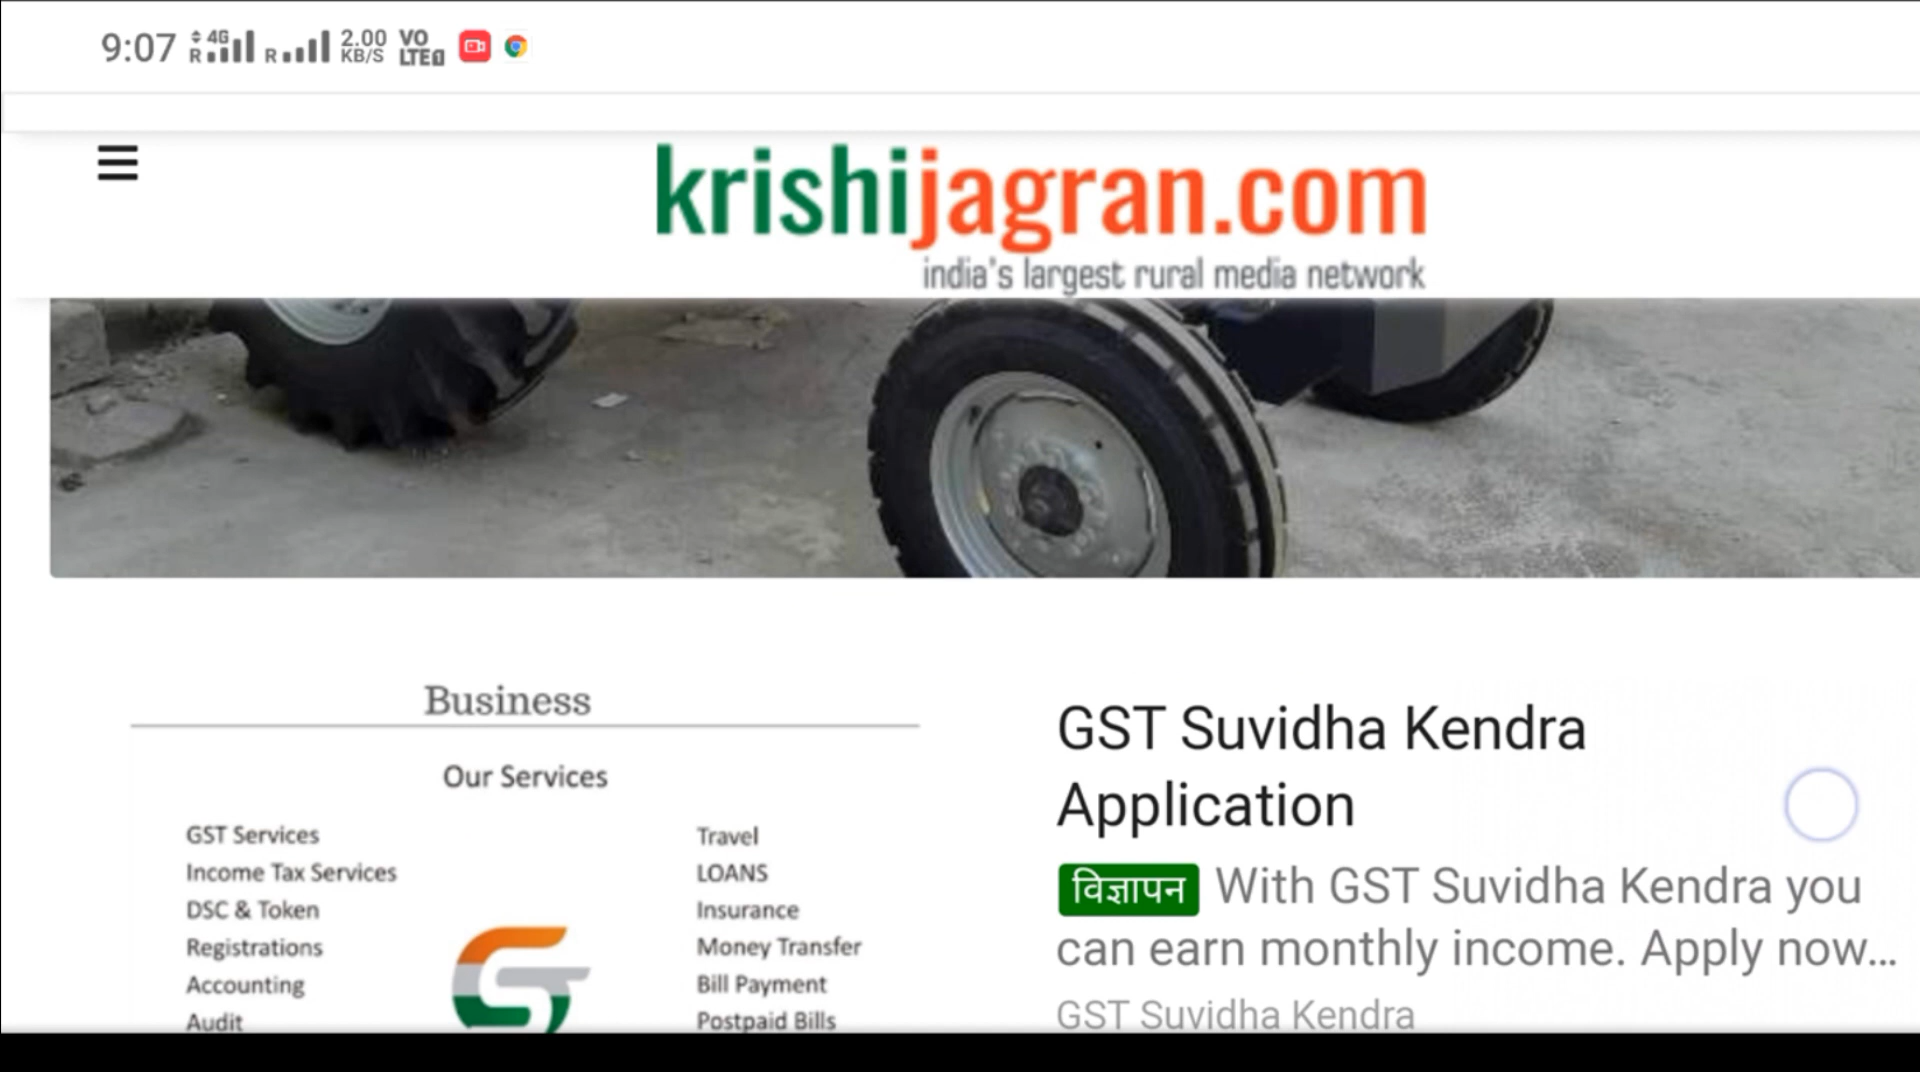 9:07 R 4G R 2.00 KB/S VO LTE1
krishijagran.com
india's largest rural media network
Business
Our Services
GST Services
Income Tax Services
DSC & Token
Registrations
Accounting
Audit
Travel
LOANS
Insurance
Money Transfer
Bill Payment
Postpaid Bills
GST Suvidha Kendra
Application
विज्ञापन With GST Suvidha Kendra you
can earn monthly income. Apply now...
GST Suvidha Kendra